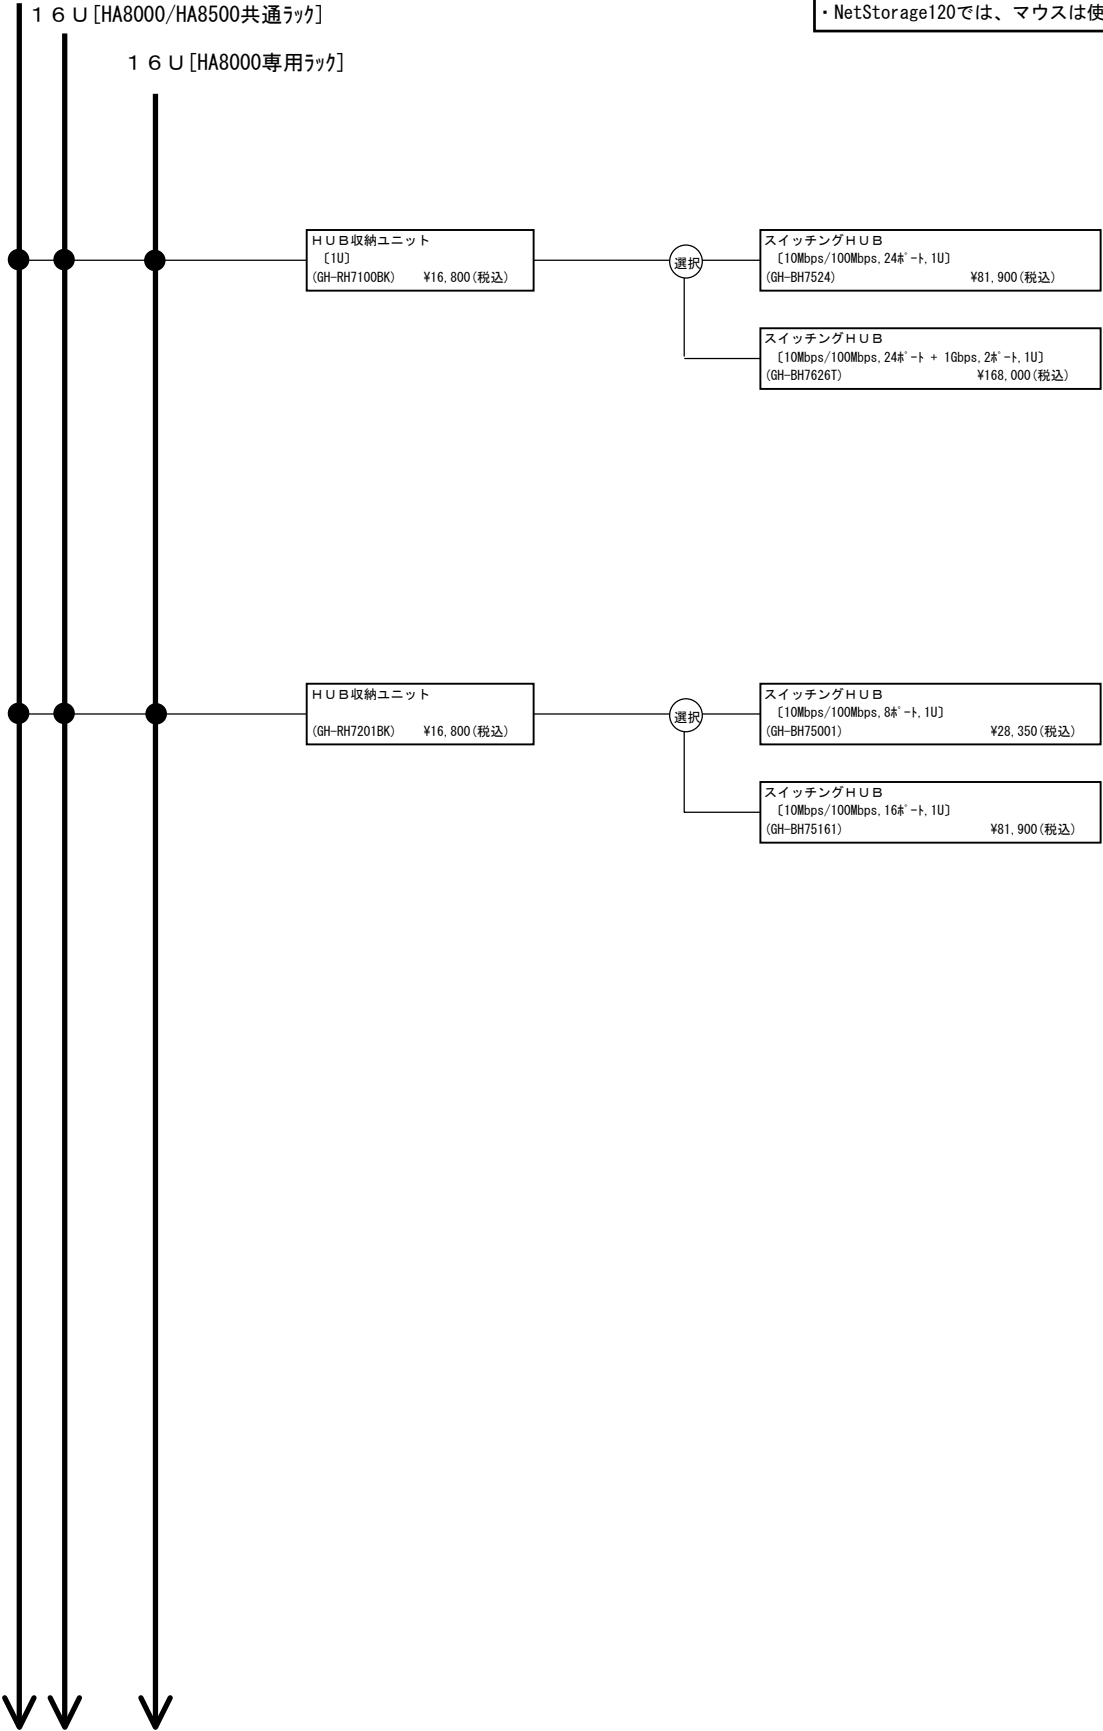 １６Ｕ[HA8000/HA8500共通ﾗｯｸ]
・NetStorage120では、マウスは使
１６Ｕ[HA8000専用ﾗｯｸ]
ＨＵＢ収納ユニット
〔1U〕
(GH-RH7100BK) ¥16,800(税込)
選択
スイッチングＨＵＢ
〔10Mbps/100Mbps,24ﾎﾟｰﾄ,1U〕
(GH-BH7524) ¥81,900(税込)
スイッチングＨＵＢ
〔10Mbps/100Mbps,24ﾎﾟｰﾄ + 1Gbps,2ﾎﾟｰﾄ,1U〕
(GH-BH7626T) ¥168,000(税込)
ＨＵＢ収納ユニット
(GH-RH7201BK) ¥16,800(税込)
選択
スイッチングＨＵＢ
〔10Mbps/100Mbps,8ﾎﾟｰﾄ,1U〕
(GH-BH75001) ¥28,350(税込)
スイッチングＨＵＢ
〔10Mbps/100Mbps,16ﾎﾟｰﾄ,1U〕
(GH-BH75161) ¥81,900(税込)